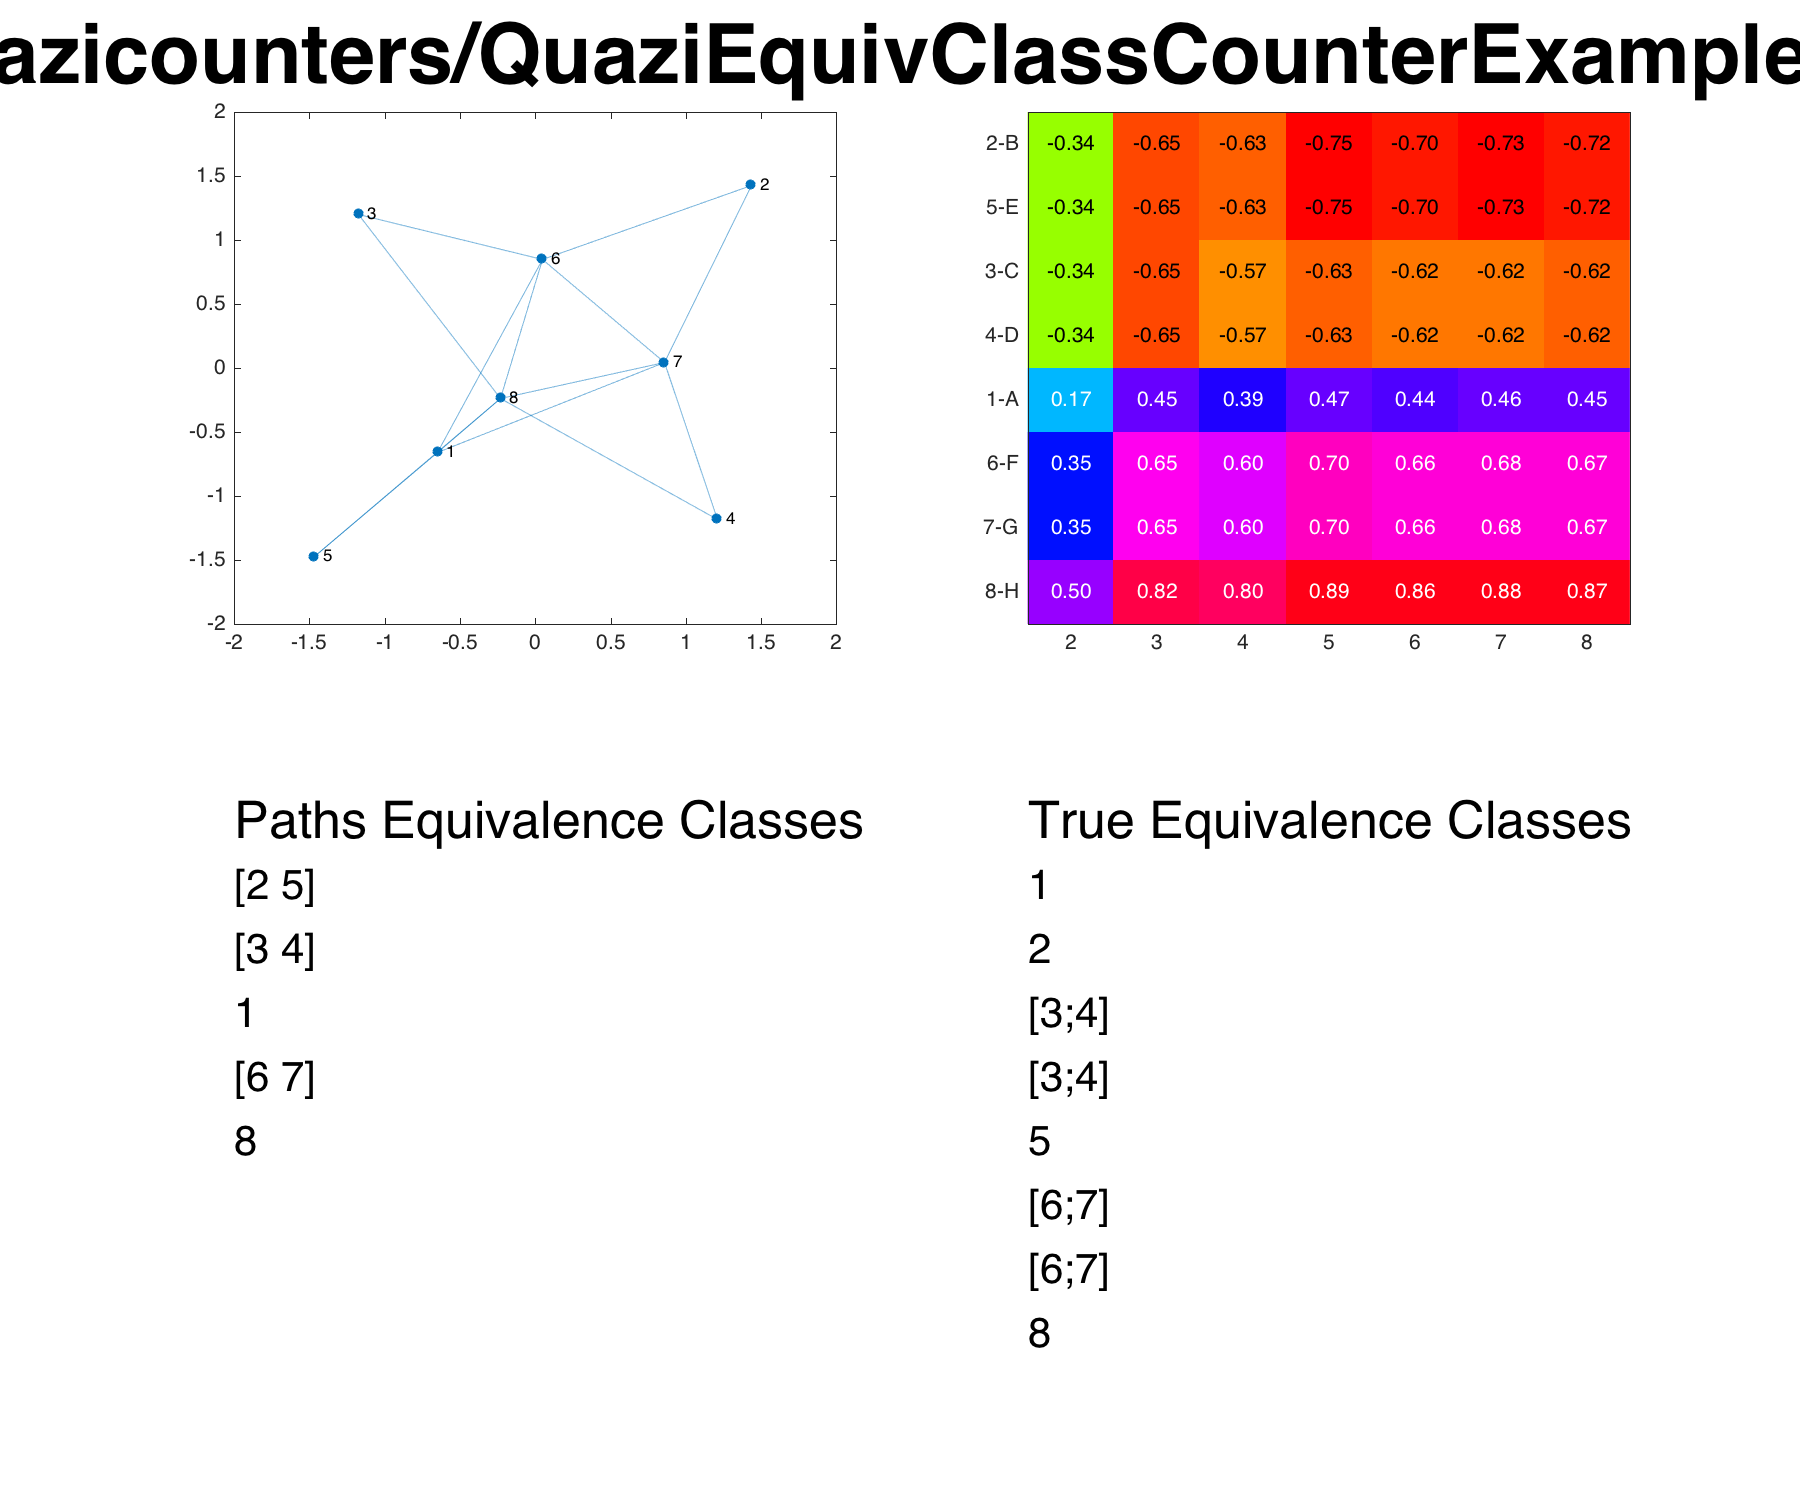 azicounters/QuaziEquivClassCounterExample
2
1.5
1
0.5
0
-0.5
-1
-1.5
-2
-2 -1.5 -1 -0.5 0 0.5 1 1.5 2
2
3
6
7
8
1
4
5
2-B -0.34 -0.65 -0.63 -0.75 -0.70 -0.73 -0.72
5-E -0.34 -0.65 -0.63 -0.75 -0.70 -0.73 -0.72
3-C -0.34 -0.65 -0.57 -0.63 -0.62 -0.62 -0.62
4-D -0.34 -0.65 -0.57 -0.63 -0.62 -0.62 -0.62
1-A 0.17 0.45 0.39 0.47 0.44 0.46 0.45
6-F 0.35 0.65 0.60 0.70 0.66 0.68 0.67
7-G 0.35 0.65 0.60 0.70 0.66 0.68 0.67
8-H 0.50 0.82 0.80 0.89 0.86 0.88 0.87
2 3 4 5 6 7 8
Paths Equivalence Classes
[2 5]
[3 4]
1
[6 7]
8
True Equivalence Classes
1
2
[3;4]
[3;4]
5
[6;7]
[6;7]
8